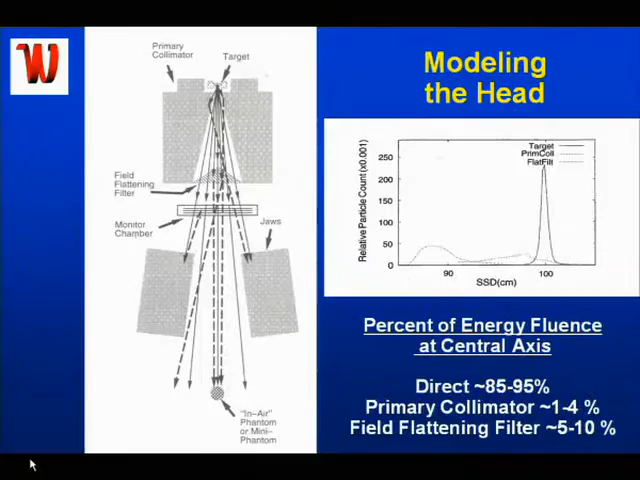 W
Modeling
the Head
Primary
Collimator
Target
Field
Flattening
Filter
Monitor
Chamber
Jaws
"In-Air"
Phantom
or Mini-
Phantom
Relative Particle Count (x0.001)
250
200
150
100
50
0
Target
PrimColl
FlatFilt
90
100
SSD(cm)
Percent of Energy Fluence
at Central Axis
Direct ~85-95%
Primary Collimator ~1-4 %
Field Flattening Filter ~5-10 %